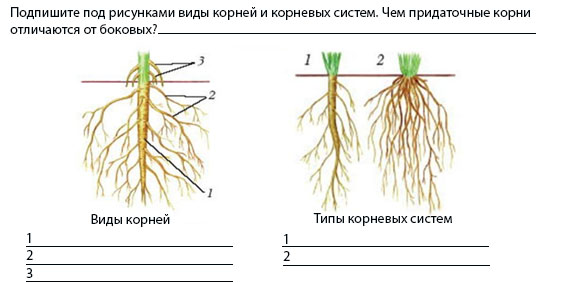 Подпишите под рисунками виды корней и корневых систем. Чем придаточные корни
отличаются от боковых?
3
2
1
1 2
Виды корней
1
2
3
Типы корневых систем
1
2